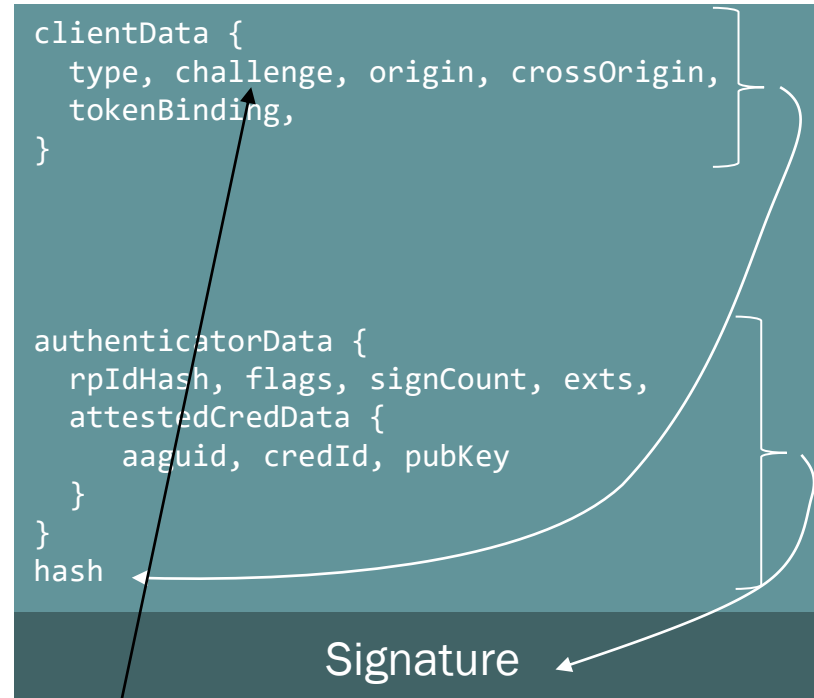 clientData {
type, challenge, origin, crossOrigin,
tokenBinding,
}
authenticatorData {
rpIdHash, flags, signCount, exts,
attestedCredData {
aaguid, credId, pubKey
}
}
hash
Signature